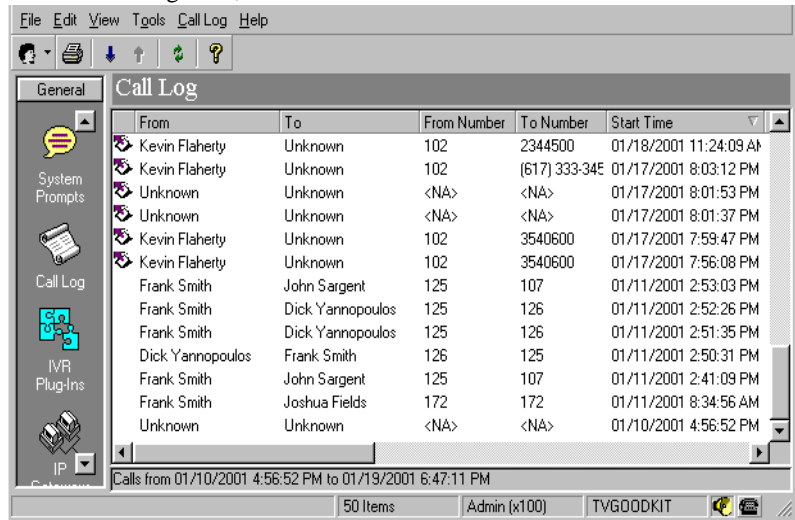 File Edit View Tools Call Log Help
General
Call Log
From To From Number To Number Start Time
Kevin Flaherty Unknown 102 2344500 01/18/2001 11:24:09 AM
Kevin Flaherty Unknown 102 (617) 333-345 01/17/2001 8:03:12 PM
Unknown Unknown <NA> <NA> 01/17/2001 8:01:53 PM
Unknown Unknown <NA> <NA> 01/17/2001 8:01:37 PM
Kevin Flaherty Unknown 102 3540600 01/17/2001 7:59:47 PM
Kevin Flaherty Unknown 102 3540600 01/17/2001 7:56:08 PM
Frank Smith John Sargent 125 107 01/11/2001 2:53:03 PM
Frank Smith Dick Yannopoulos 125 126 01/11/2001 2:52:26 PM
Frank Smith Dick Yannopoulos 125 126 01/11/2001 2:51:35 PM
Dick Yannopoulos Frank Smith 126 125 01/11/2001 2:50:31 PM
Frank Smith John Sargent 125 107 01/11/2001 2:41:09 PM
Frank Smith Joshua Fields 172 172 01/11/2001 8:34:56 AM
Unknown Unknown <NA> <NA> 01/10/2001 4:56:52 PM
System
Prompts
Call Log
IVR
Plug-Ins
IP
Calls from 01/10/2001 4:56:52 PM to 01/19/2001 6:47:11 PM
50 Items Admin (x100) TVGOODKIT